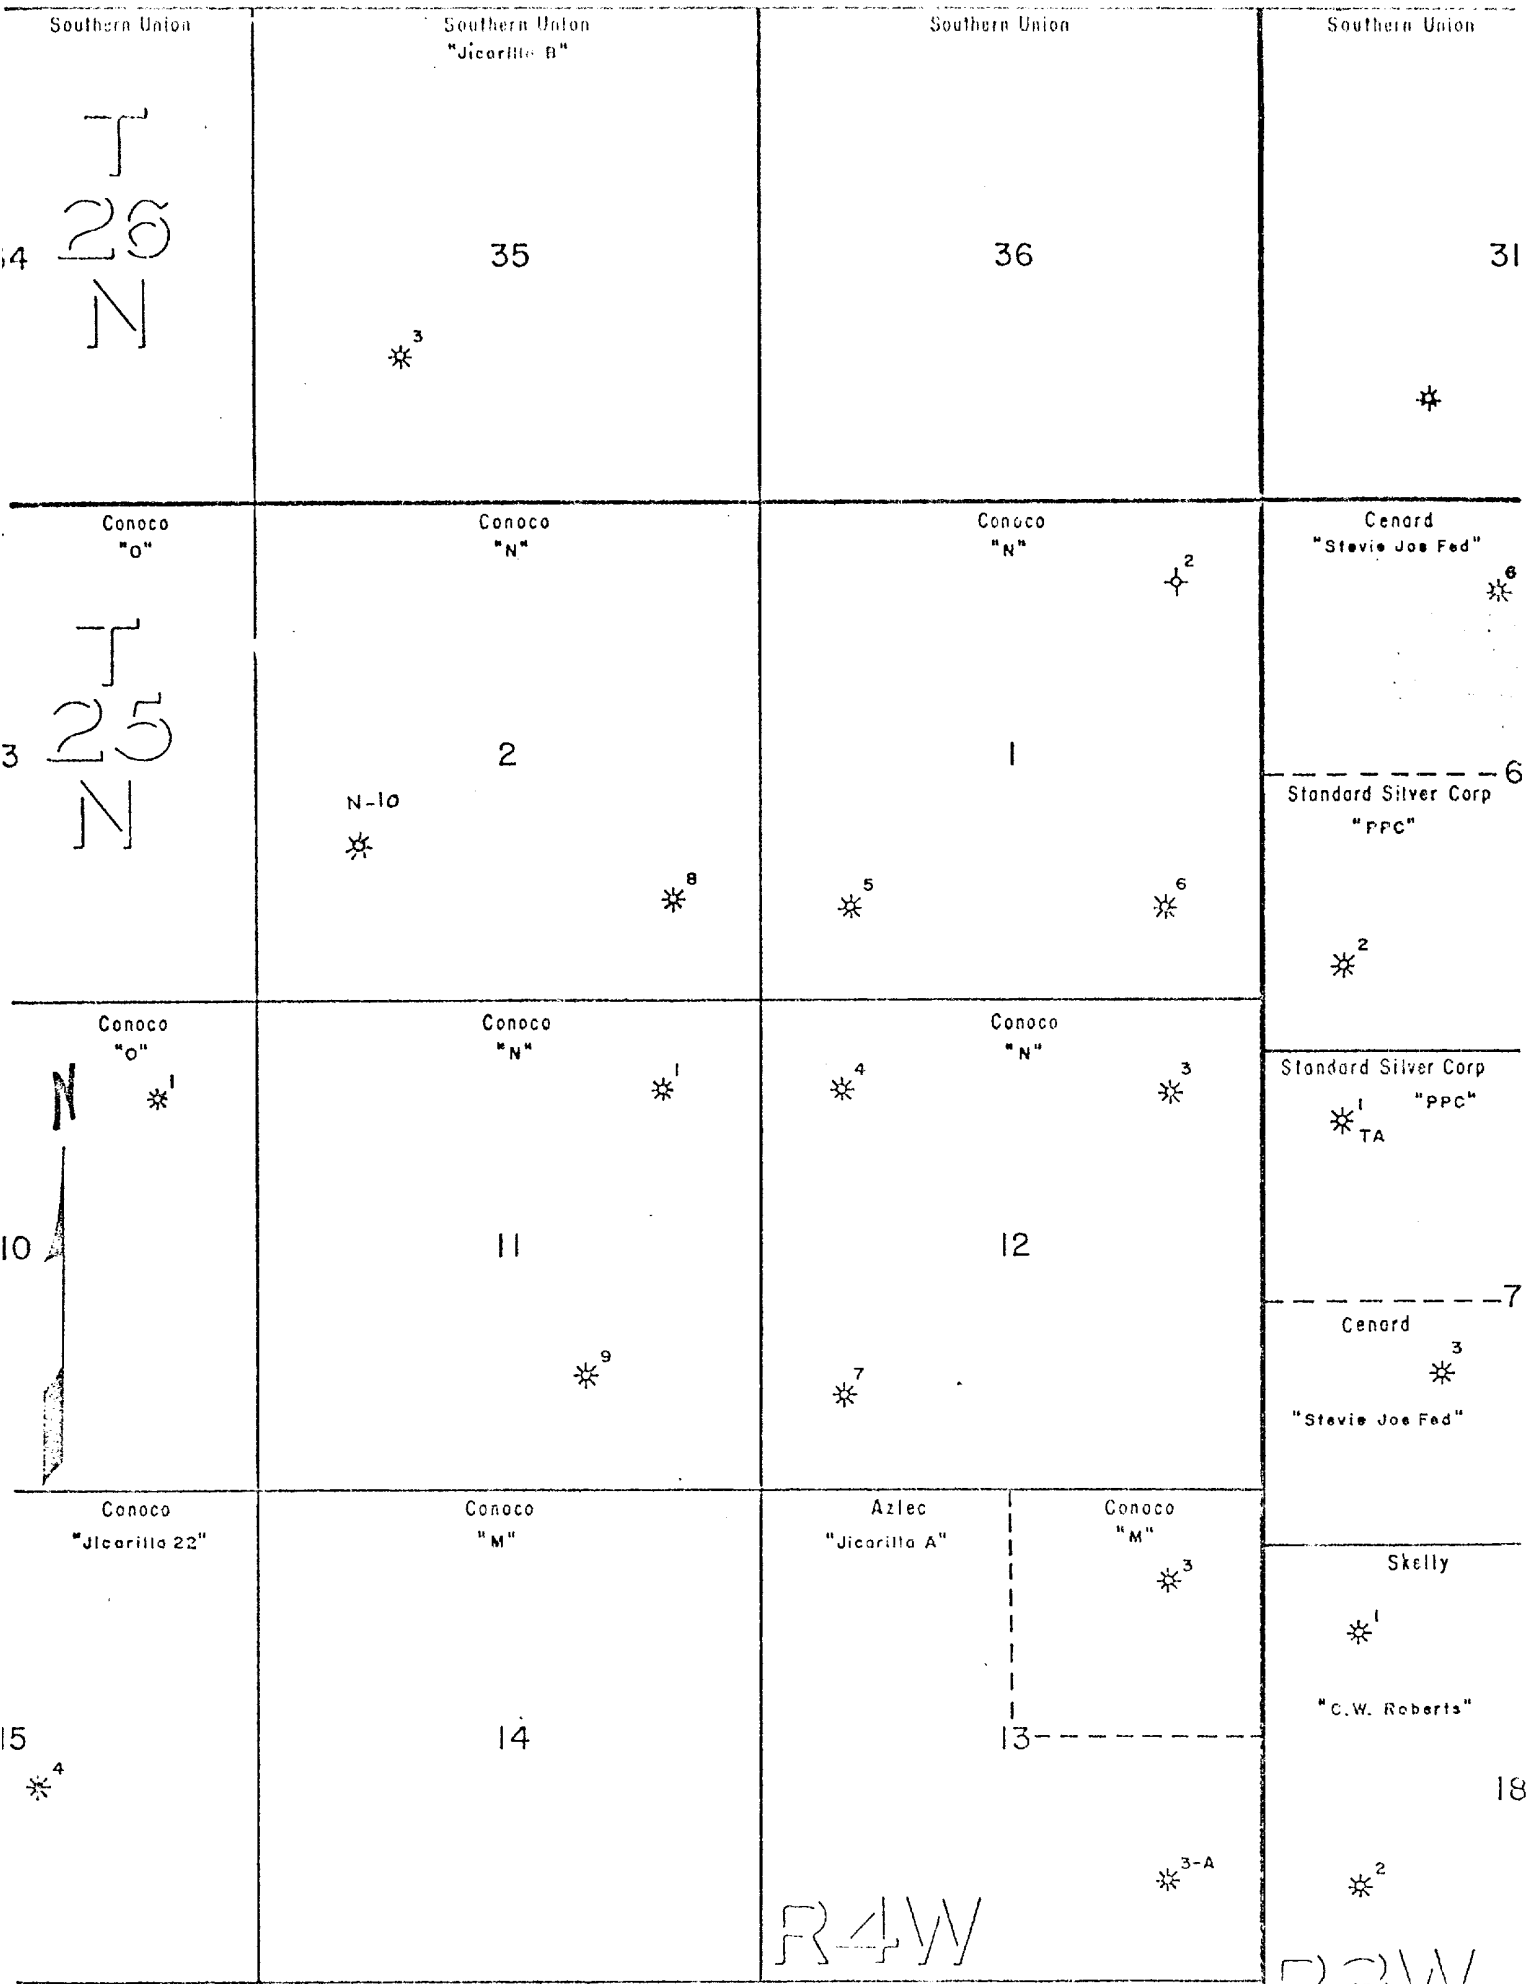 Southern Union
Southern Union
"Jicarilla B"
Southern Union
Southern Union
T
26
N
35
36
31
3
Conoco
"O"
Conoco
"N"
Conoco
"N"
2
Cenard
"Stevie Joe Fed"
6
T
25
N
3
2
1
6
N-10
8
5
6
Standard Silver Corp
"PPC"
2
Conoco
"O"
1
N
Conoco
"N"
1
Conoco
"N"
4
3
Standard Silver Corp
"PPC"
1
TA
10
11
12
7
9
7
Cenard
3
"Stevie Joe Fed"
Conoco
"Jicarilla 22"
Conoco
"M"
Aztec
"Jicarilla A"
Conoco
"M"
3
Skelly
1
"C.W. Roberts"
15
14
13
18
4
3-A
2
R4W